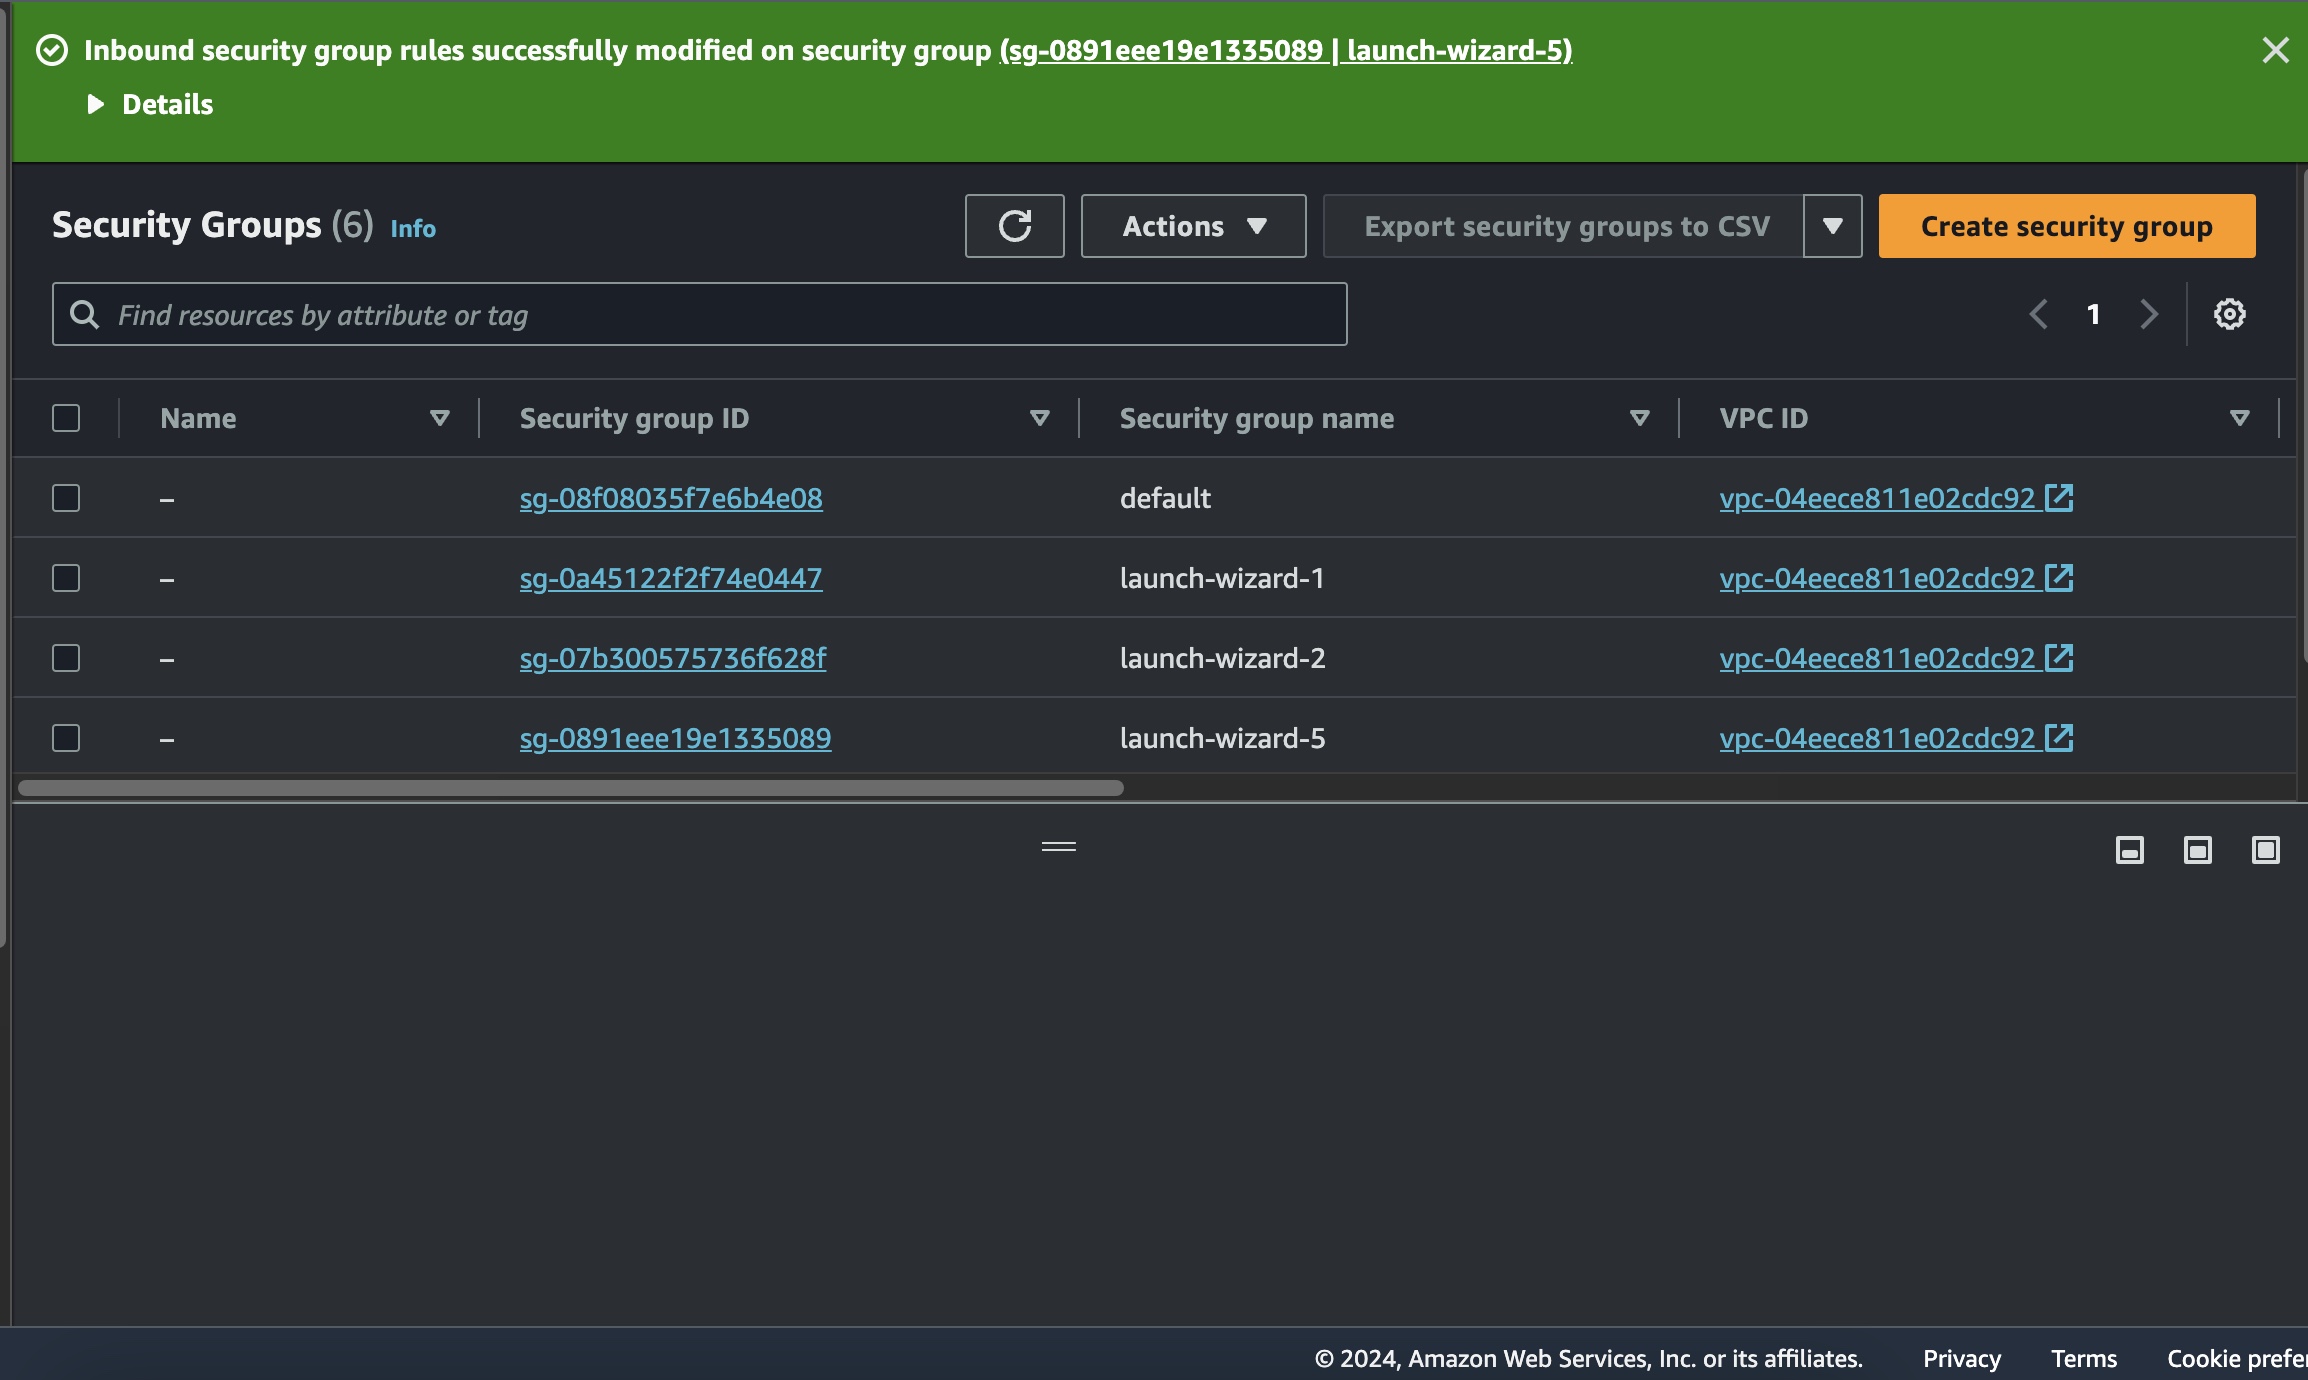 Inbound security group rules successfully modified on security group (sg-0891eee19e1335089 | launch-wizard-5)
Details
Security Groups (6) Info
Actions
Export security groups to CSV
Create security group
Find resources by attribute or tag
1
Name Security group ID Security group name VPC ID
– sg-08f08035f7e6b4e08 default vpc-04eece811e02cdc92
– sg-0a45122f2f74e0447 launch-wizard-1 vpc-04eece811e02cdc92
– sg-07b300575736f628f launch-wizard-2 vpc-04eece811e02cdc92
– sg-0891eee19e1335089 launch-wizard-5 vpc-04eece811e02cdc92
© 2024, Amazon Web Services, Inc. or its affiliates. Privacy Terms Cookie prefer